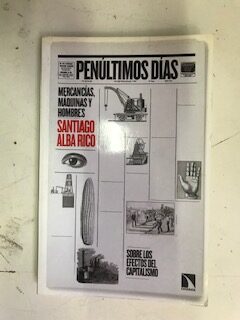 PENÚLTIMOS DÍAS
MERCANCÍAS,
MÁQUINAS Y
HOMBRES
SANTIAGO
ALBA RICO
SOBRE LOS
EFECTOS DEL
CAPITALISMO